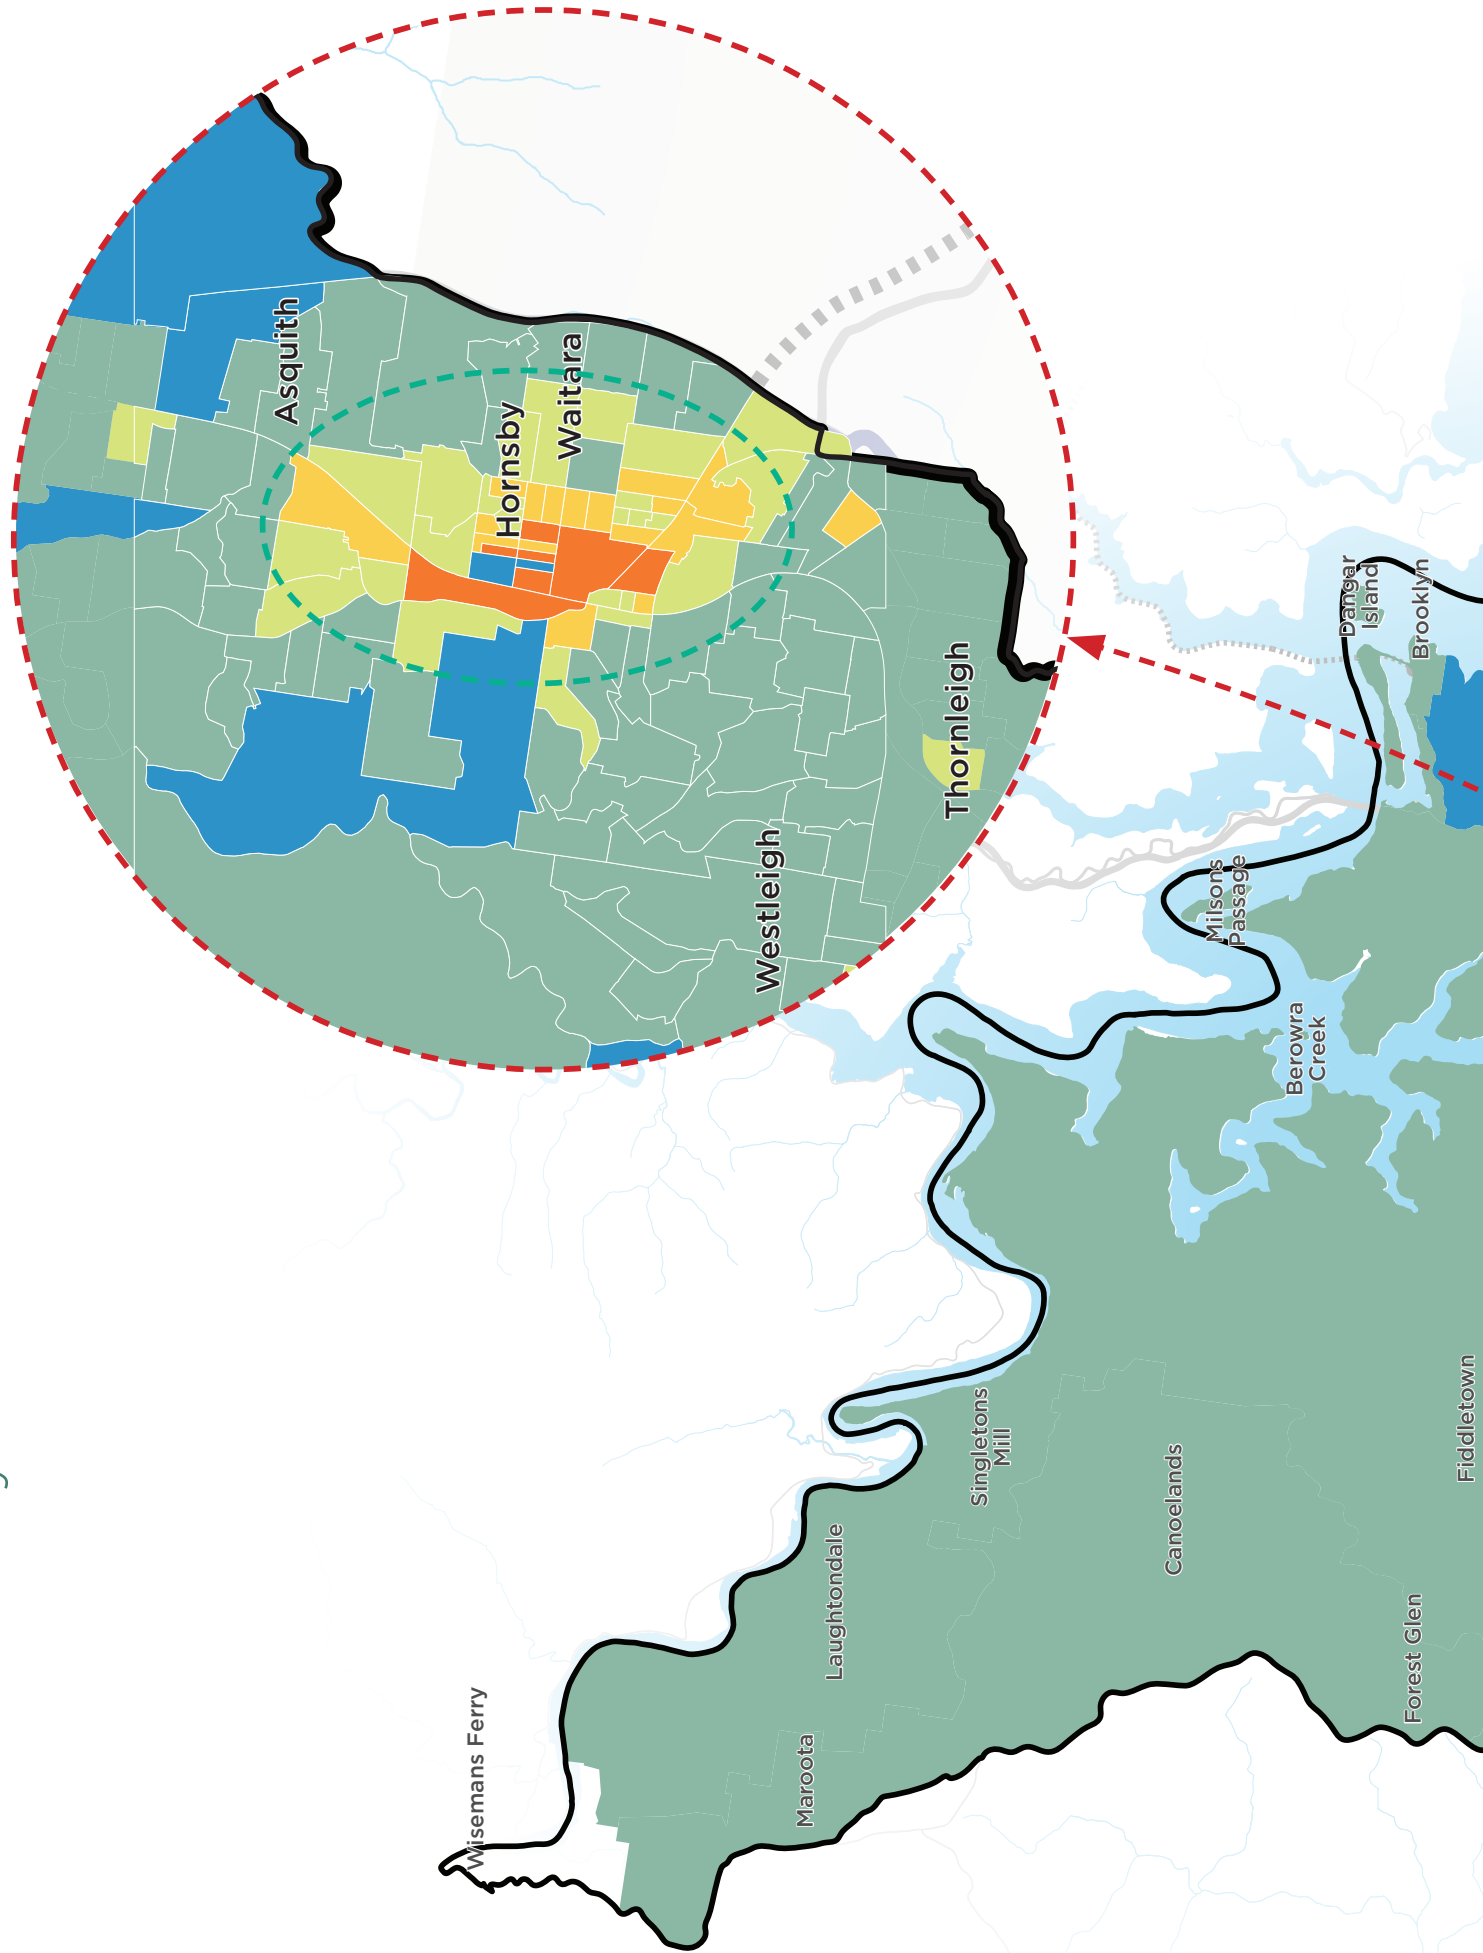 Asquith
Hornsby
Waitara
Thornleigh
Westleigh
Dangar
Island
Brooklyn
Milsons
Passage
Berowra
Creek
Singletons
Mill
Fiddletown
Canoelands
Laughtondale
Forest Glen
Maroota
Wisemans Ferry